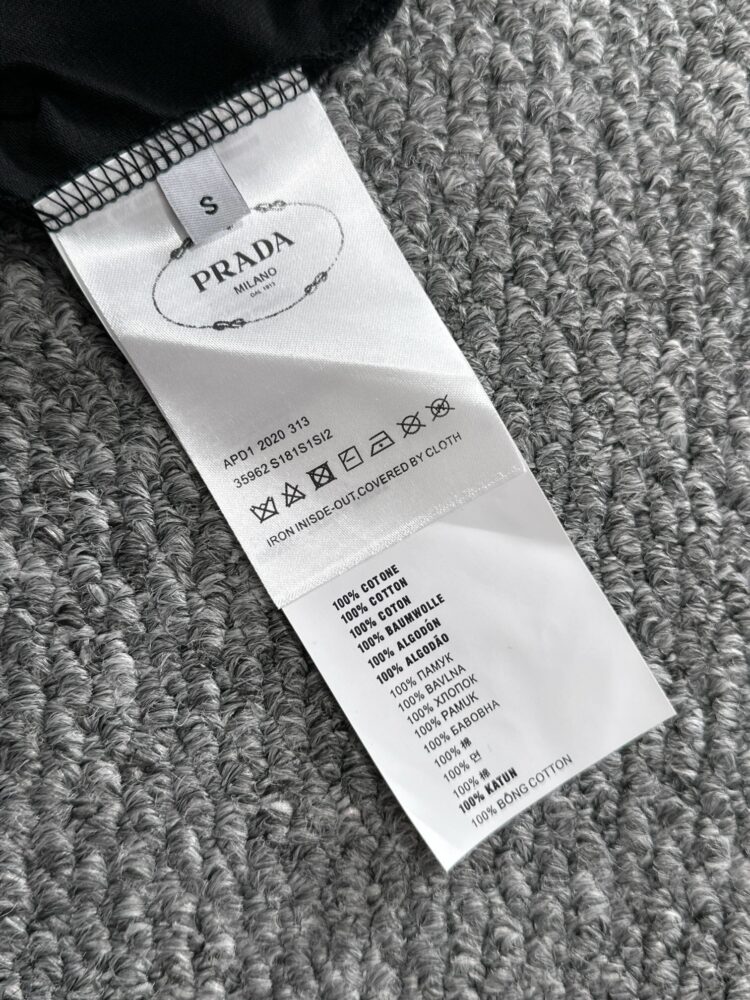 S
PRADA
MILANO
DAL 1913
APD1 2020 313
35962 S181S1SI2
IRON INISDE-OUT.COVERED BY CLOTH
100% COTONE
100% COTTON
100% COTON
100% BAUMWOLLE
100% ALGODÓN
100% ALGODÃO
100% ПАМУК
100% BAVLNA
100% ХЛОПОК
100% PAMUK
100% БАВОВНА
100% 棉
100% 면
100% 棉
100% KATUN
100% BÔNG COTTON